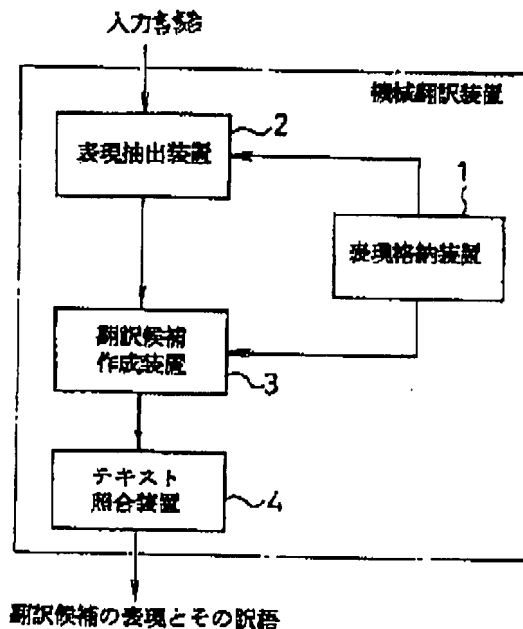 入力言語
機械翻訳装置
2
表現抽出装置
1
表現格納装置
翻訳候補
作成装置
3
テキスト
照合装置
4
翻訳候補の表現とその訳語